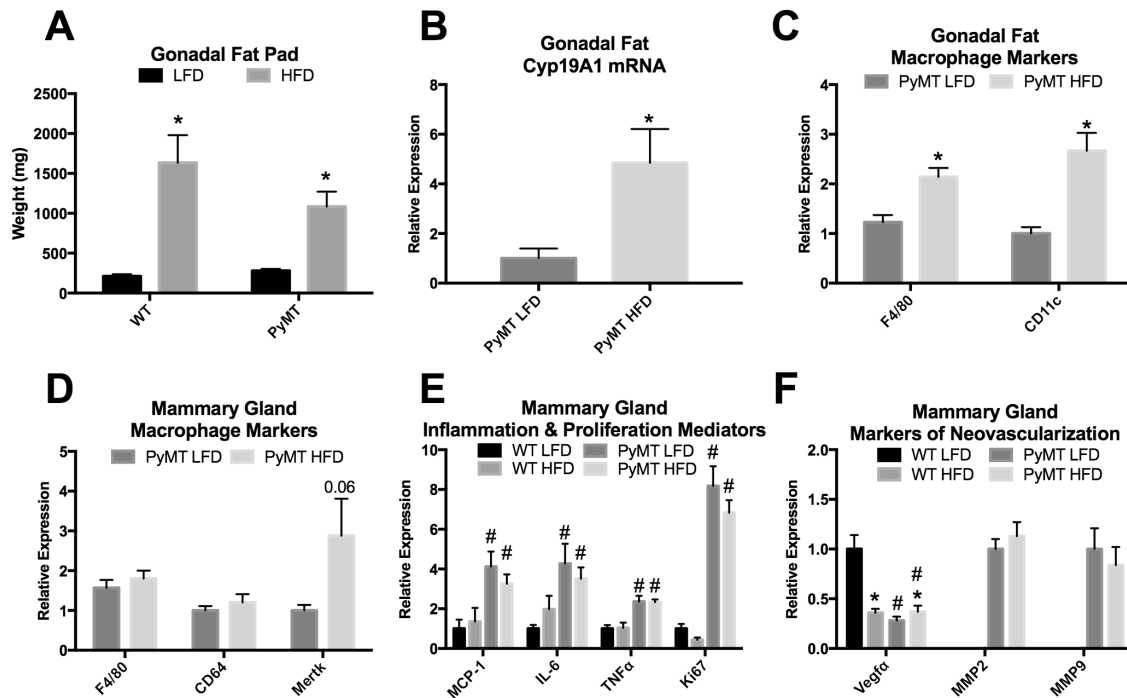 A
Gonadal Fat Pad
LFD HFD
Weight (mg)
2500
2000
1500
1000
500
0
*
*
WT PyMT
B
Gonadal Fat
Cyp19A1 mRNA
Relative Expression
8
6
4
2
0
*
PyMT LFD PyMT HFD
C
Gonadal Fat
Macrophage Markers
PyMT LFD PyMT HFD
Relative Expression
4
3
2
1
0
*
*
F4/80 CD11c
D
Mammary Gland
Macrophage Markers
PyMT LFD PyMT HFD
Relative Expression
5
4
3
2
1
0
0.06
F4/80 CD64 Mertk
E
Mammary Gland
Inflammation & Proliferation Mediators
WT LFD PyMT LFD
WT HFD PyMT HFD
Relative Expression
10
8
6
4
2
0
# #
# #
# #
# #
MCP-1 IL-6 TNFα Ki67
F
Mammary Gland
Markers of Neovascularization
WT LFD PyMT LFD
WT HFD PyMT HFD
Relative Expression
2.0
1.5
1.0
0.5
0.0
#
* # *
Vegfα MMP2 MMP9